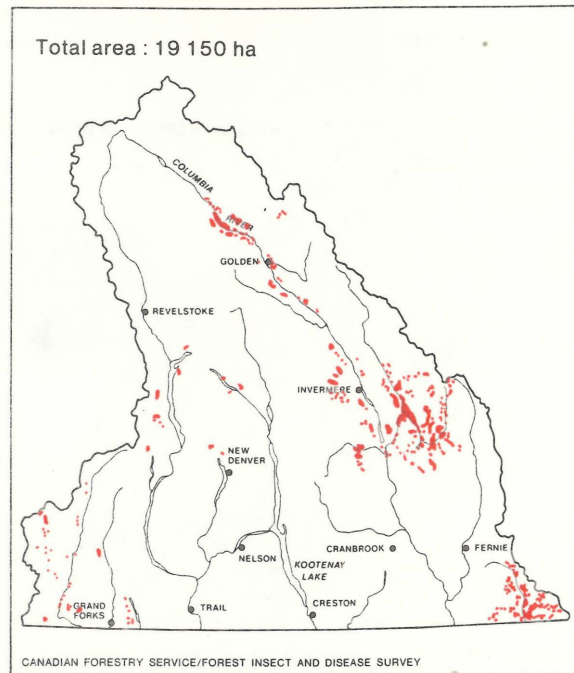 Total area : 19 150 ha
COLUMBIA
RIVER
GOLDEN
REVELSTOKE
INVERMERE
NEW
DENVER
NELSON
KOOTENAY
LAKE
CRANBROOK
FERNIE
GRAND
FORKS
TRAIL
CRESTON
CANADIAN FORESTRY SERVICE/FOREST INSECT AND DISEASE SURVEY